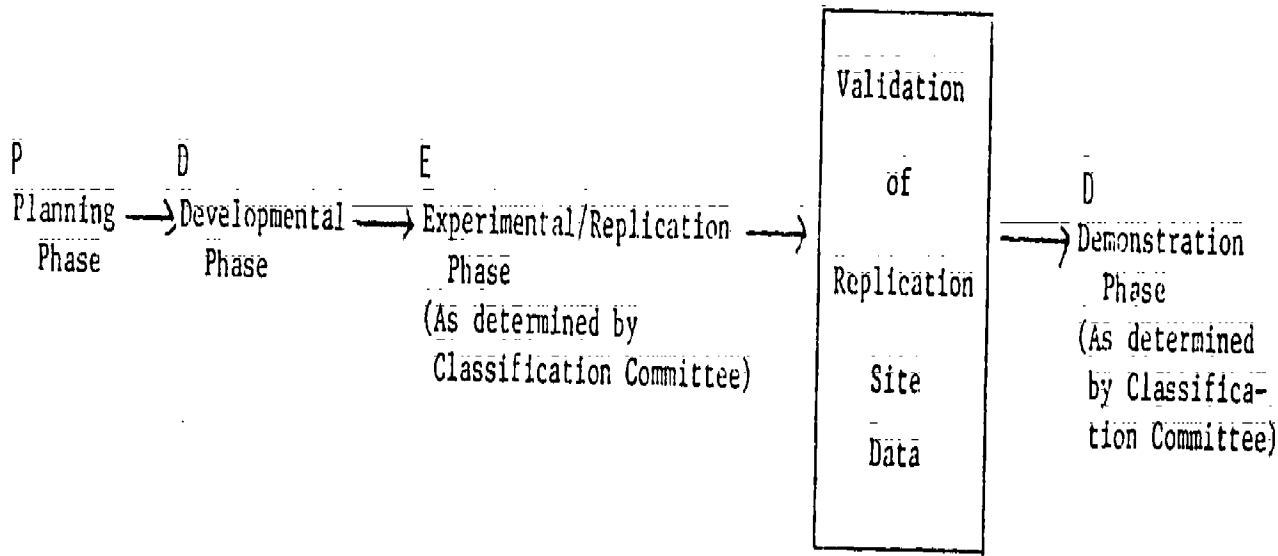 P
Planning
Phase
D
Developmental
Phase
E
Experimental/Replication
Phase
(As determined by
Classification Committee)
Validation
of
Replication
Site
Data
D
Demonstration
Phase
(As determined
by Classifica-
tion Committee)